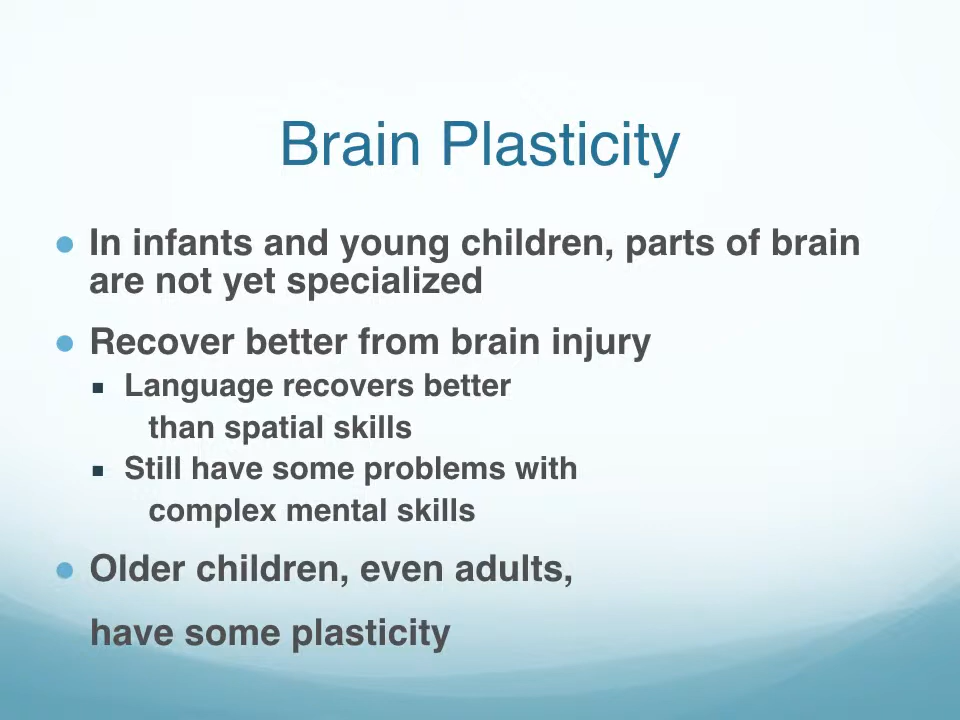 Brain Plasticity
● In infants and young children, parts of brain
are not yet specialized
● Recover better from brain injury
▪ Language recovers better
than spatial skills
▪ Still have some problems with
complex mental skills
● Older children, even adults,
have some plasticity